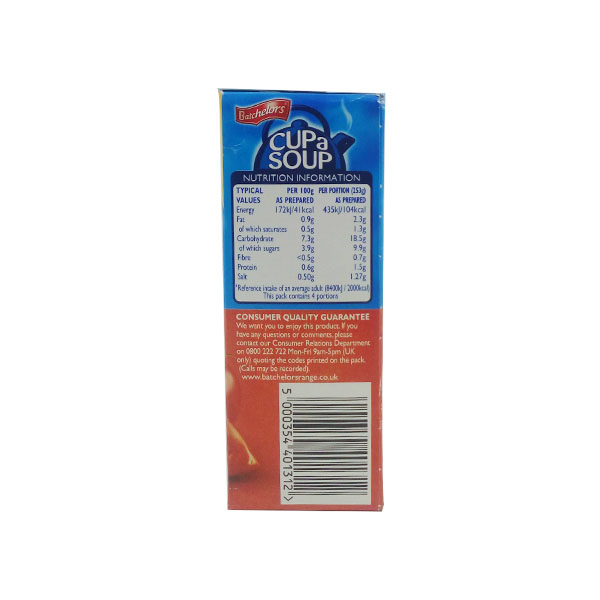 Batchelors
CUPa
SOUP
NUTRITION INFORMATION
TYPICAL PER 100g PER PORTION (253g)
VALUES AS PREPARED AS PREPARED
Energy 172kJ/41kcal 435kJ/104kcal
Fat 0.9g 2.3g
of which saturates 0.5g 1.3g
Carbohydrate 7.3g 18.5g
of which sugars 3.9g 9.9g
Fibre <0.5g 0.7g
Protein 0.6g 1.5g
Salt 0.50g 1.27g
*Reference intake of an average adult (8400kJ / 2000kcal)
This pack contains 4 portions
CONSUMER QUALITY GUARANTEE
We want you to enjoy this product. If you
have any questions or comments, please
contact our Consumer Relations Department
on 0800 222 722 Mon-Fri 9am-5pm (UK
only) quoting the codes printed on the pack.
(Calls may be recorded).
www.batchelorsrange.co.uk
5 000354 401312 >